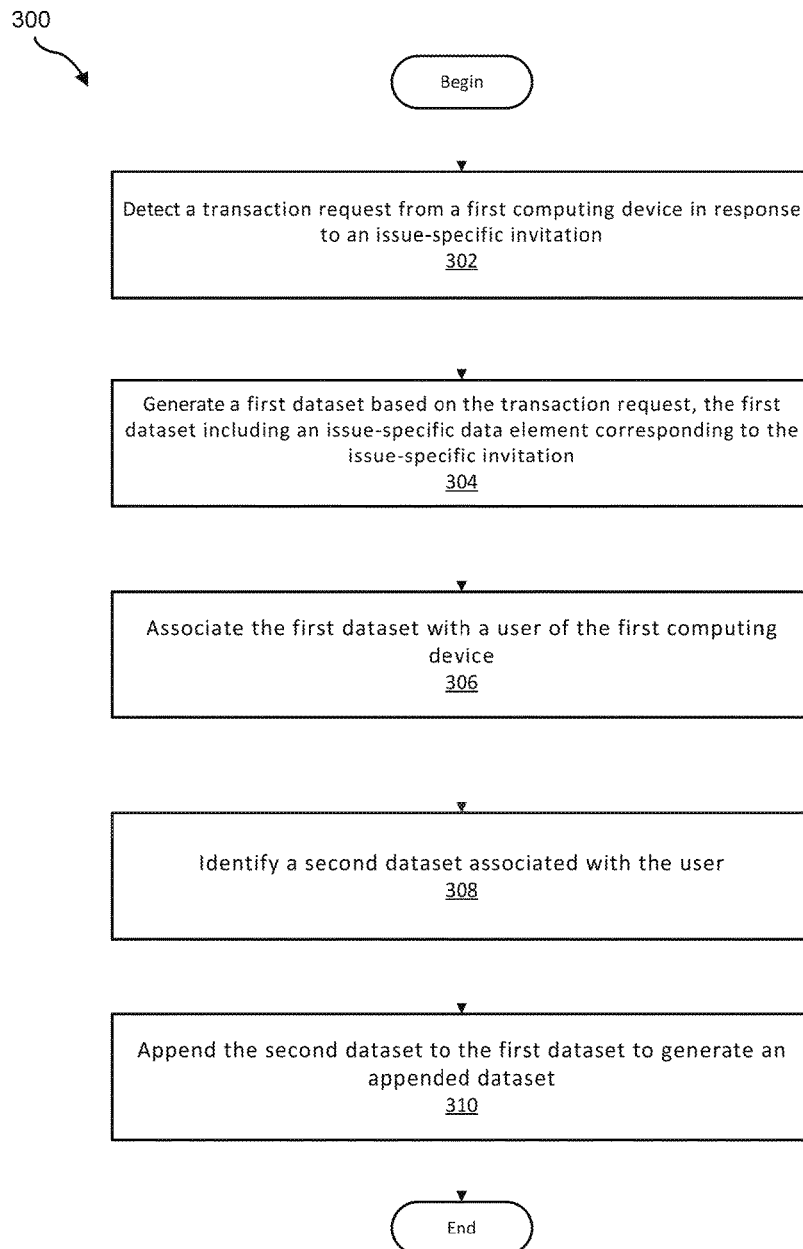 300
Begin
Detect a transaction request from a first computing device in response
to an issue-specific invitation
302
Generate a first dataset based on the transaction request, the first
dataset including an issue-specific data element corresponding to the
issue-specific invitation
304
Associate the first dataset with a user of the first computing
device
306
Identify a second dataset associated with the user
308
Append the second dataset to the first dataset to generate an
appended dataset
310
End